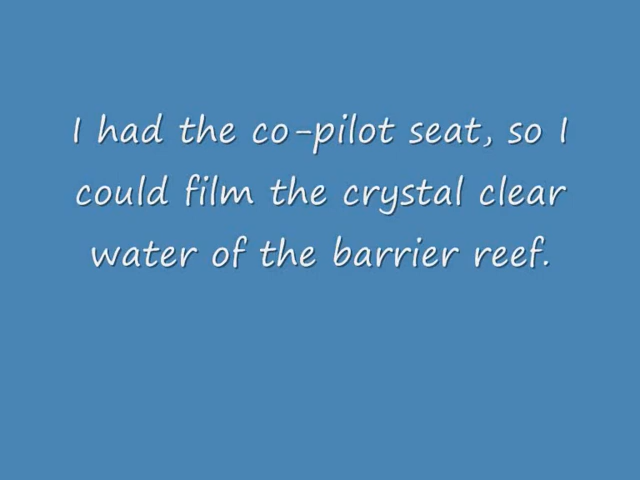 I had the co-pilot seat, so I
could film the crystal clear
water of the barrier reef.